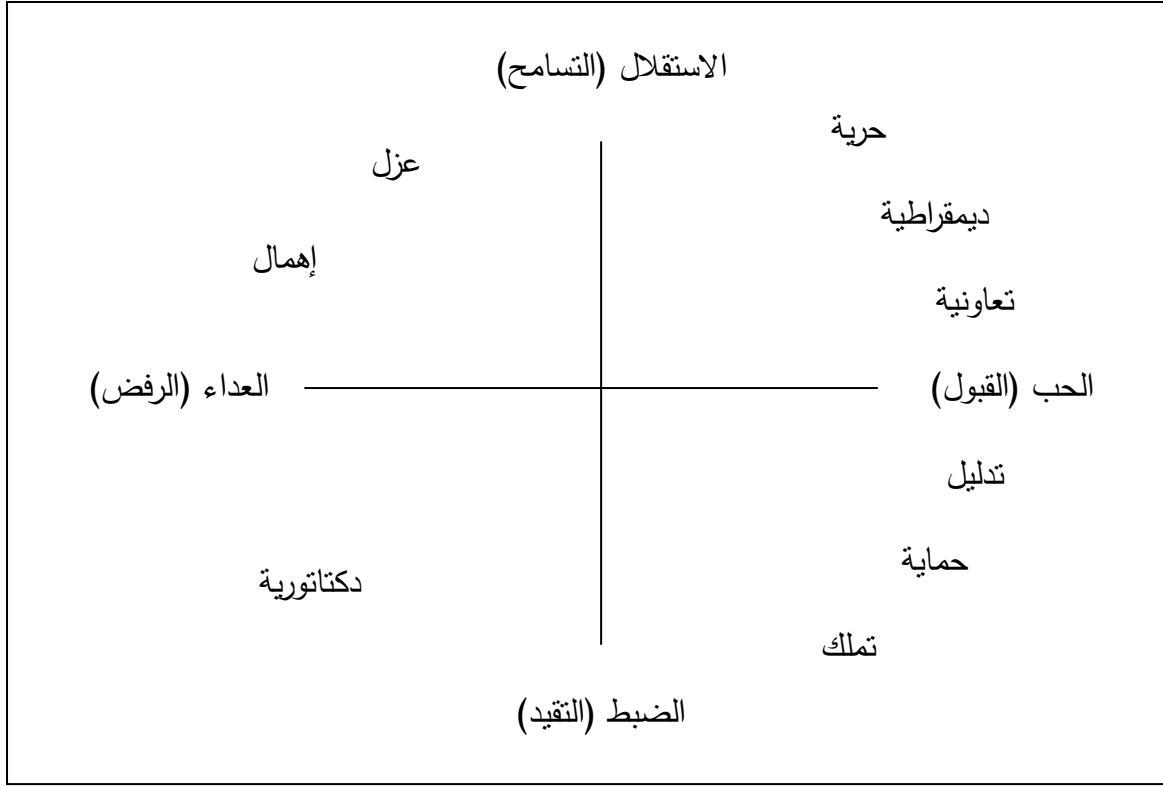 الاستقلال (التسامح)
حرية
عزل
ديمقراطية
إهمال
تعاونية
الحب (القبول)
العداء (الرفض)
تدليل
حماية
دكتاتورية
تملك
الضبط (التقيد)